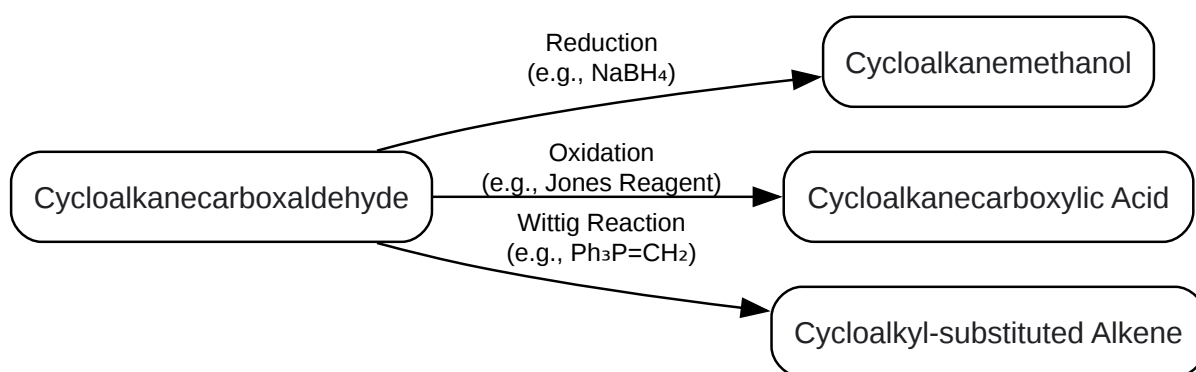 Reduction
(e.g., NaBH₄)
Cycloalkanemethanol
Cycloalkanecarboxaldehyde
Oxidation
(e.g., Jones Reagent)
Cycloalkanecarboxylic Acid
Wittig Reaction
(e.g., Ph₃P=CH₂)
Cycloalkyl-substituted Alkene